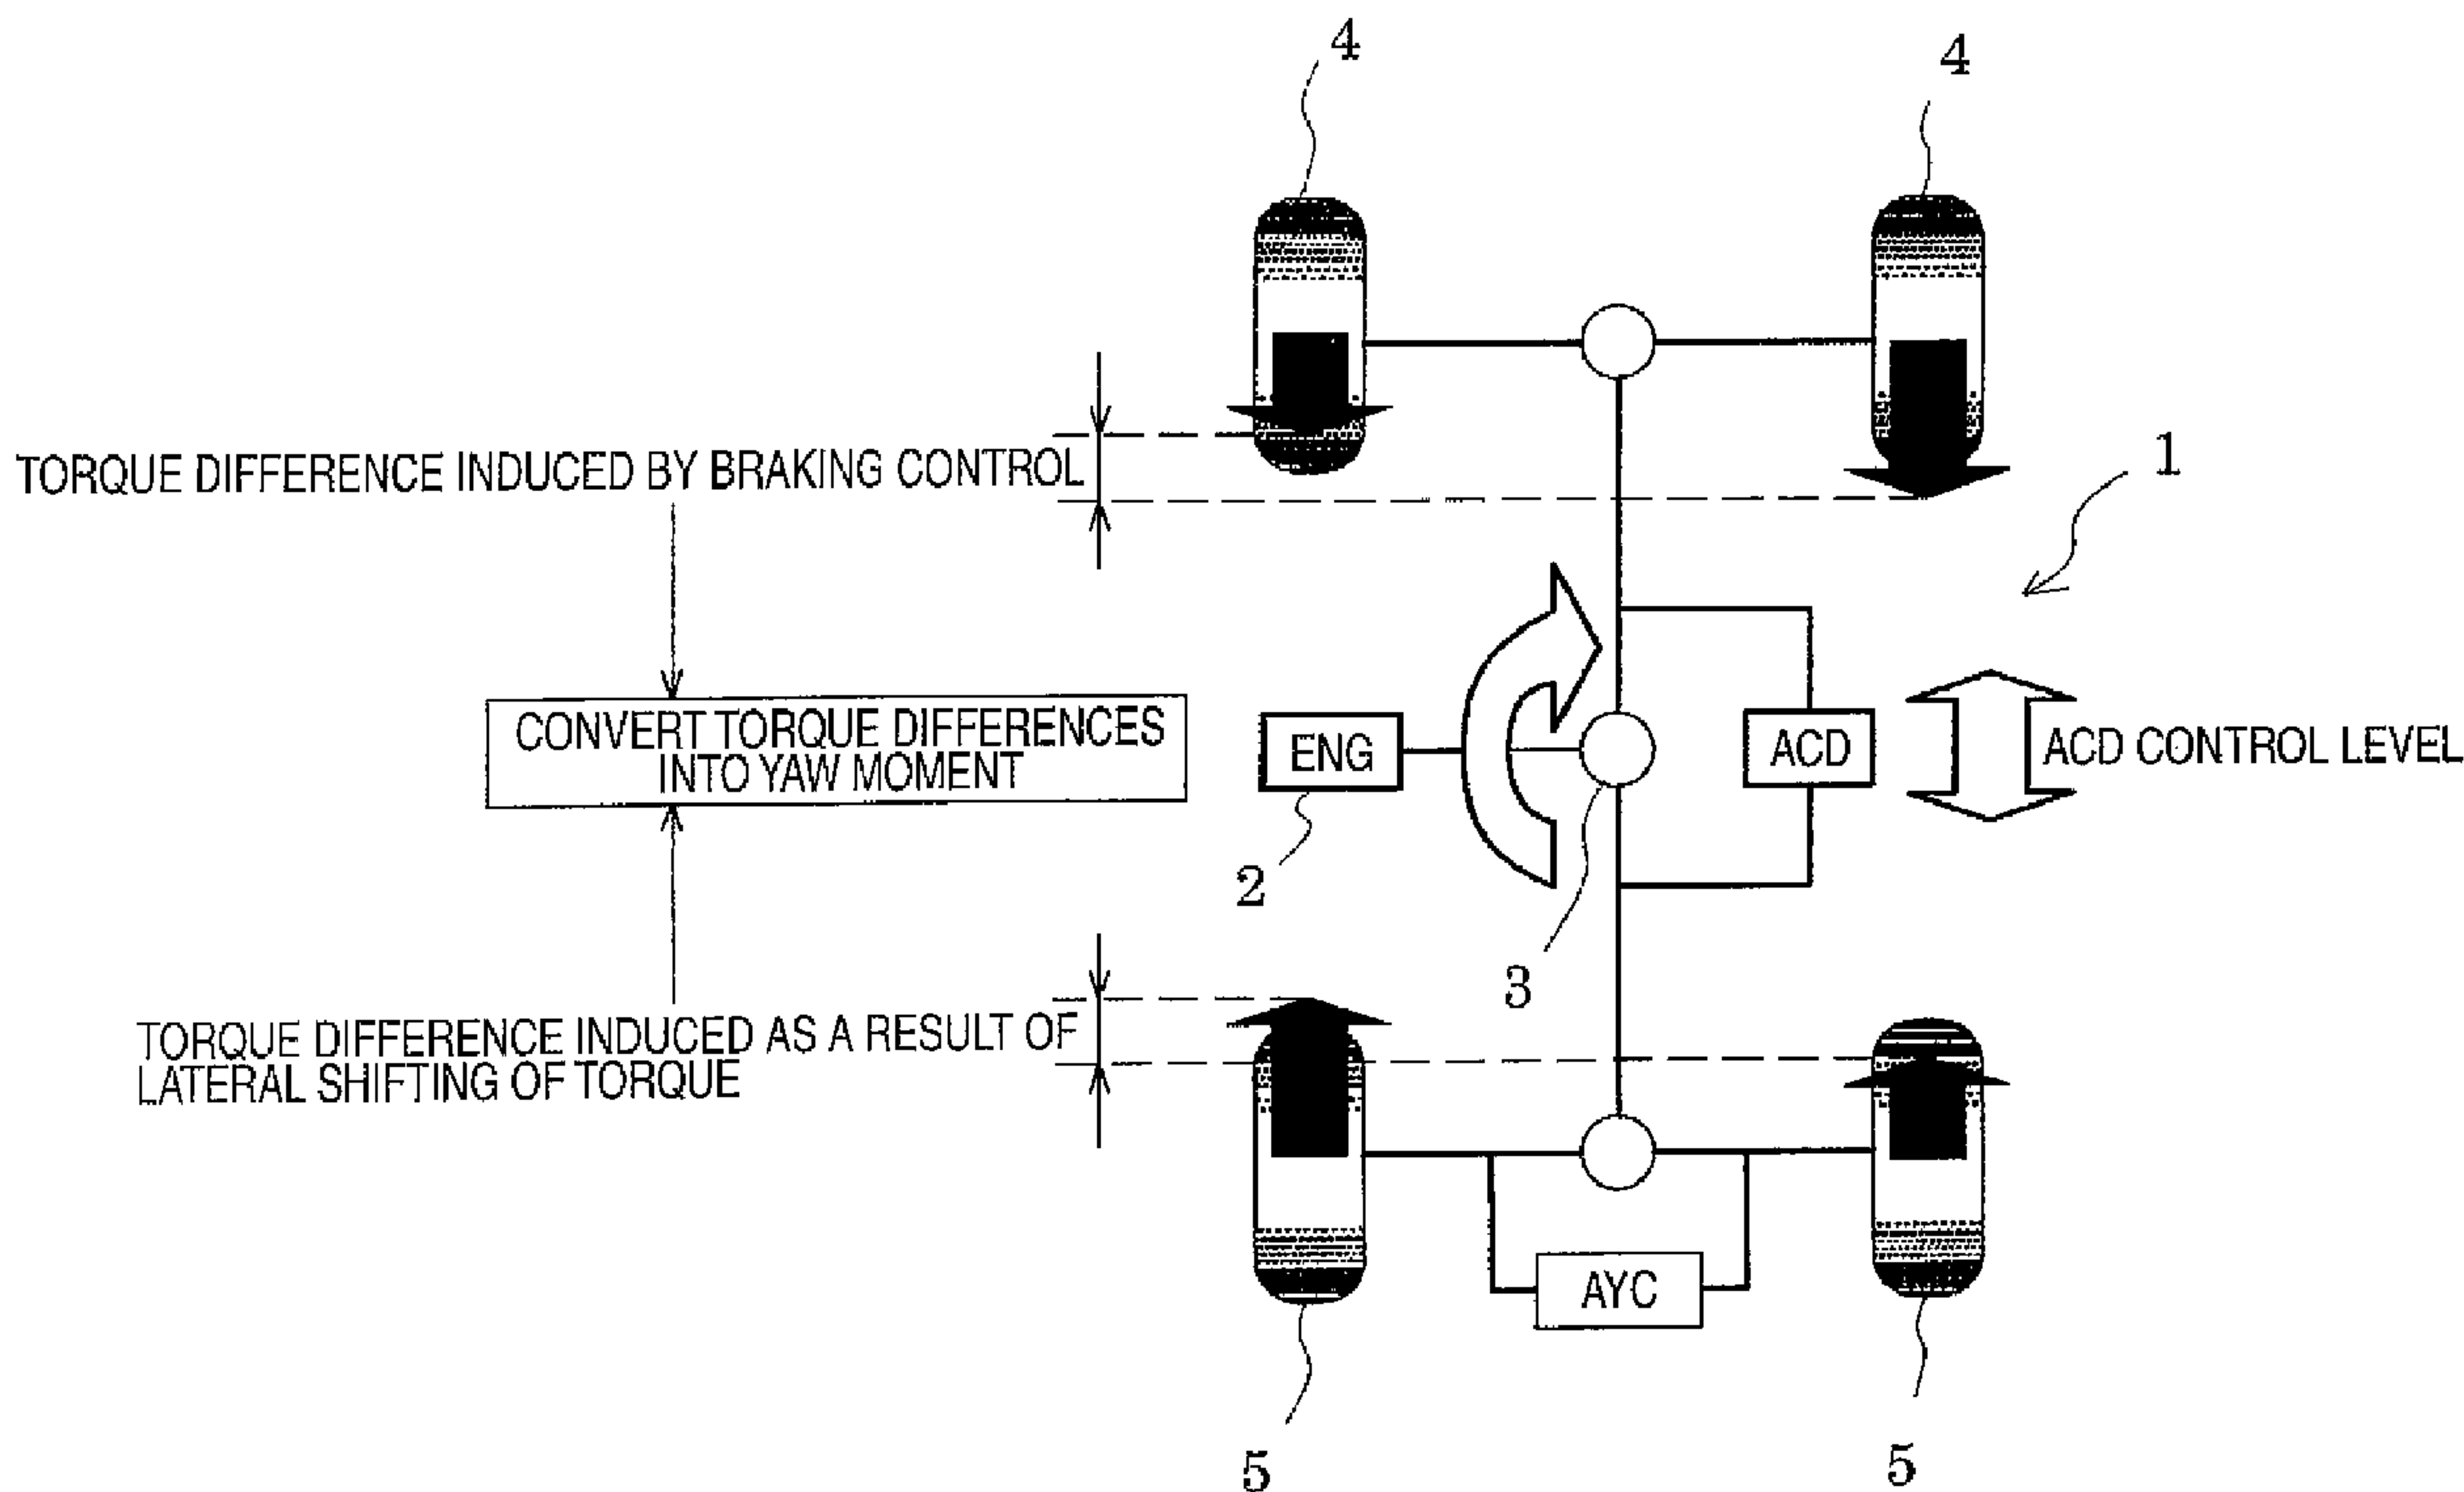 4
4
TORQUE DIFFERENCE INDUCED BY BRAKING CONTROL
1
CONVERT TORQUE DIFFERENCES
INTO YAW MOMENT
ENG
ACD
ACD CONTROL LEVEL
2
3
TORQUE DIFFERENCE INDUCED AS A RESULT OF
LATERAL SHIFTING OF TORQUE
AYC
5
5